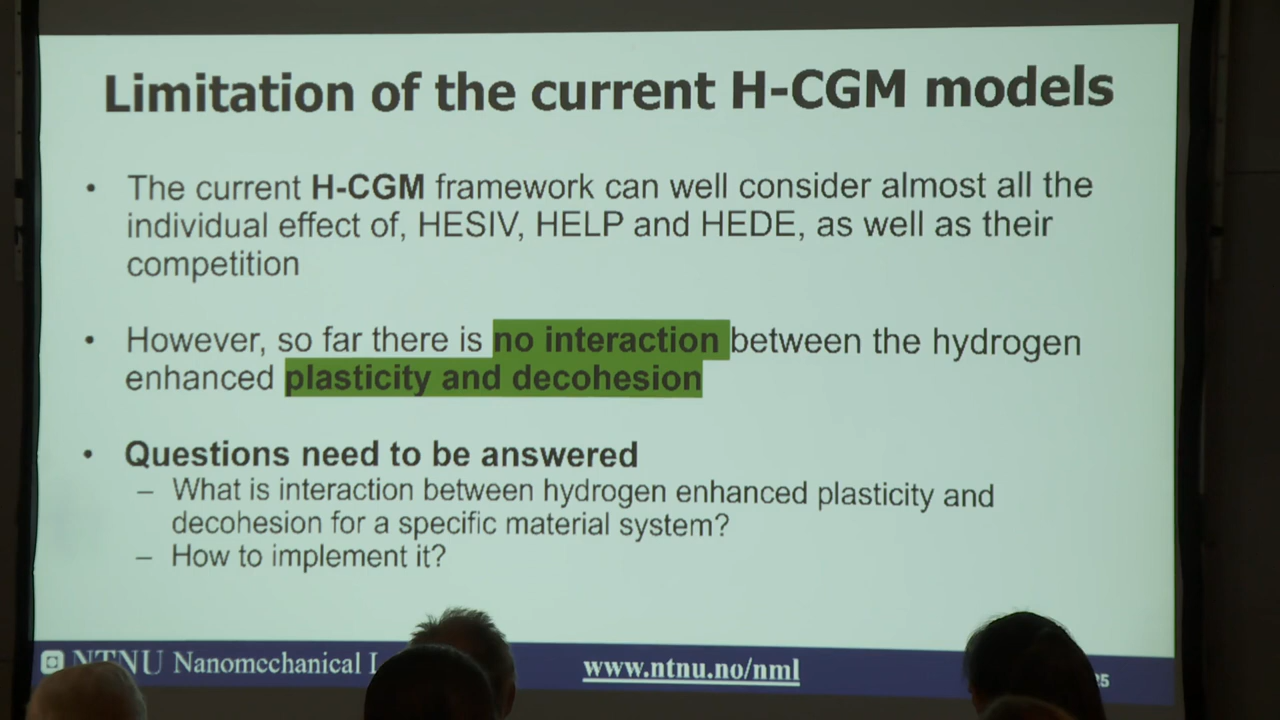 Limitation of the current H-CGM models
• The current H-CGM framework can well consider almost all the
individual effect of, HESIV, HELP and HEDE, as well as their
competition
• However, so far there is no interaction between the hydrogen
enhanced plasticity and decohesion
• Questions need to be answered
– What is interaction between hydrogen enhanced plasticity and
decohesion for a specific material system?
– How to implement it?
NTNU Nanomechanical
www.ntnu.no/nml